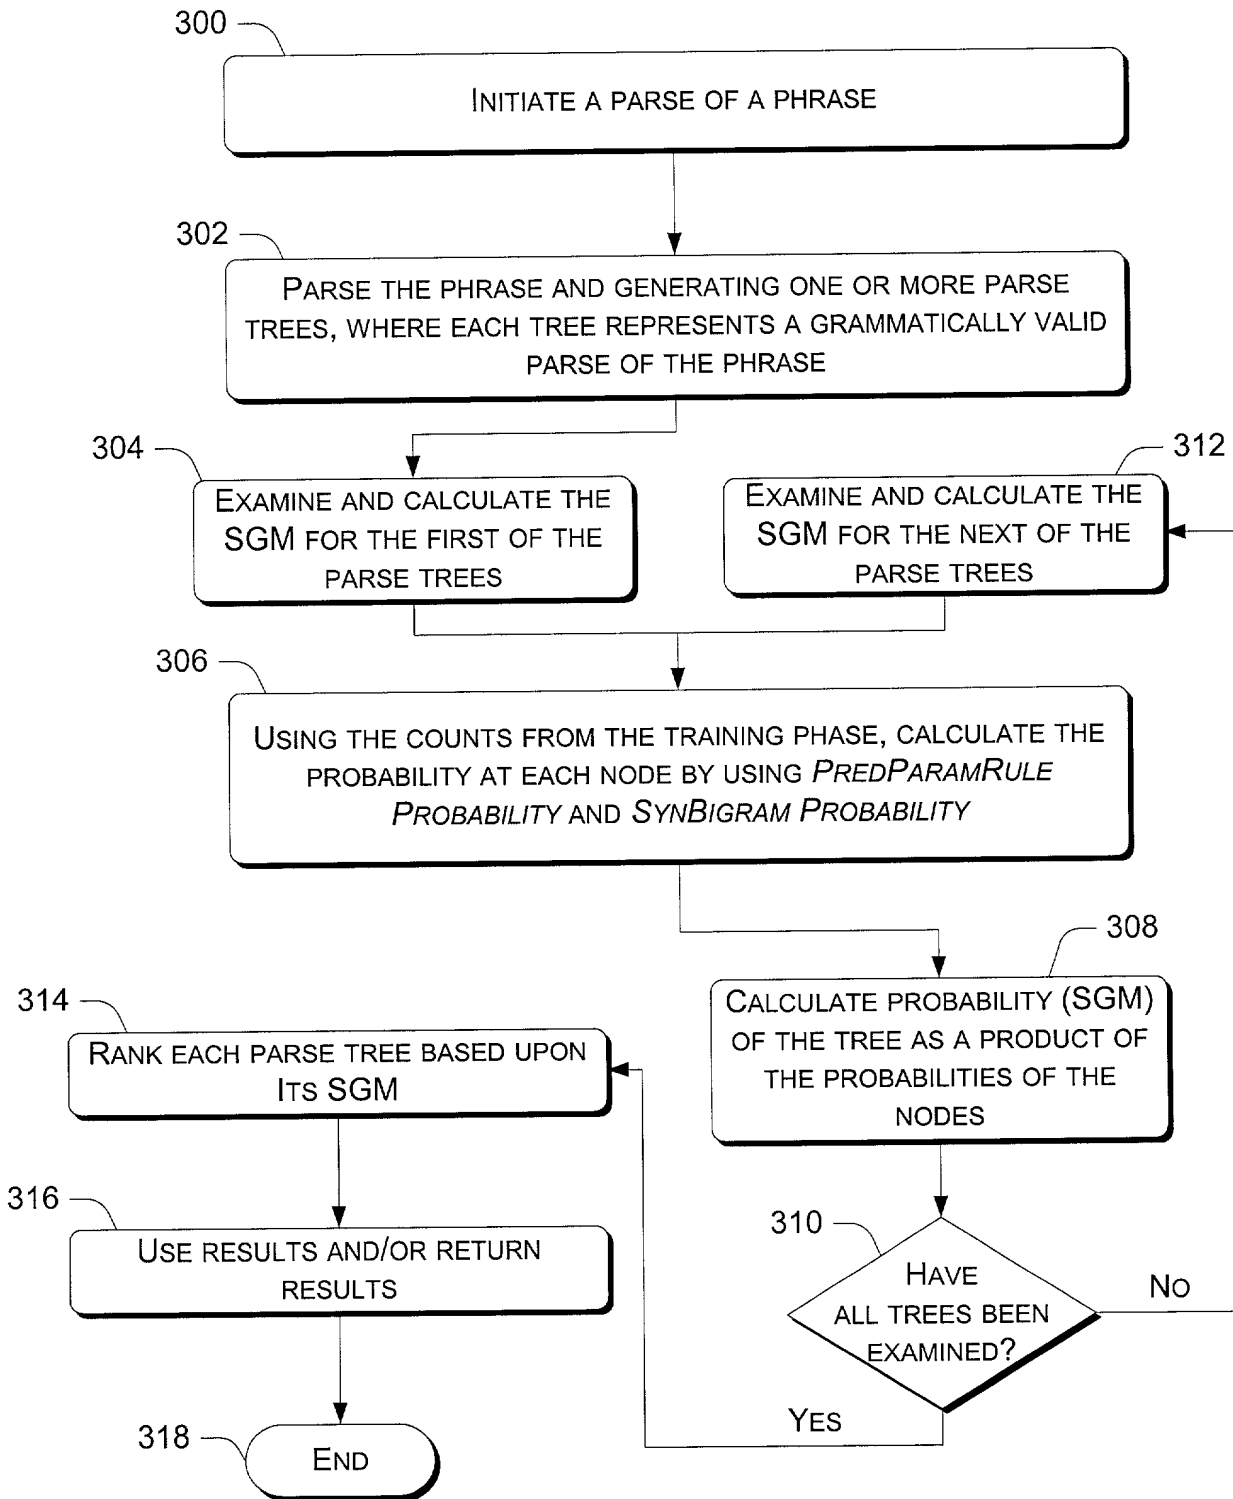 300
INITIATE A PARSE OF A PHRASE
302
PARSE THE PHRASE AND GENERATING ONE OR MORE PARSE
TREES, WHERE EACH TREE REPRESENTS A GRAMMATICALLY VALID
PARSE OF THE PHRASE
304
EXAMINE AND CALCULATE THE
SGM FOR THE FIRST OF THE
PARSE TREES
312
EXAMINE AND CALCULATE THE
SGM FOR THE NEXT OF THE
PARSE TREES
306
USING THE COUNTS FROM THE TRAINING PHASE, CALCULATE THE
PROBABILITY AT EACH NODE BY USING PREDPARAMRULE
PROBABILITY AND SYNBIGRAM PROBABILITY
308
CALCULATE PROBABILITY (SGM)
OF THE TREE AS A PRODUCT OF
THE PROBABILITIES OF THE
NODES
310
HAVE
ALL TREES BEEN
EXAMINED?
NO
YES
314
RANK EACH PARSE TREE BASED UPON
ITS SGM
316
USE RESULTS AND/OR RETURN
RESULTS
318
END